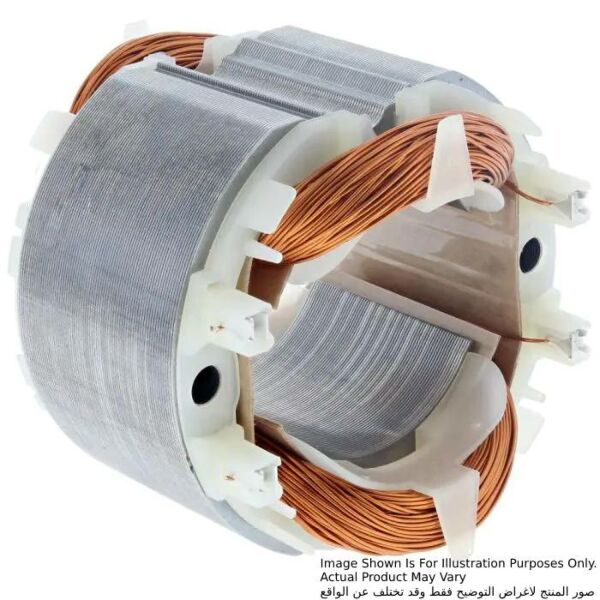 Image Shown Is For Illustration Purposes Only.
Actual Product May Vary
صور المنتج لاغراض التوضيح فقط وقد تختلف عن الواقع